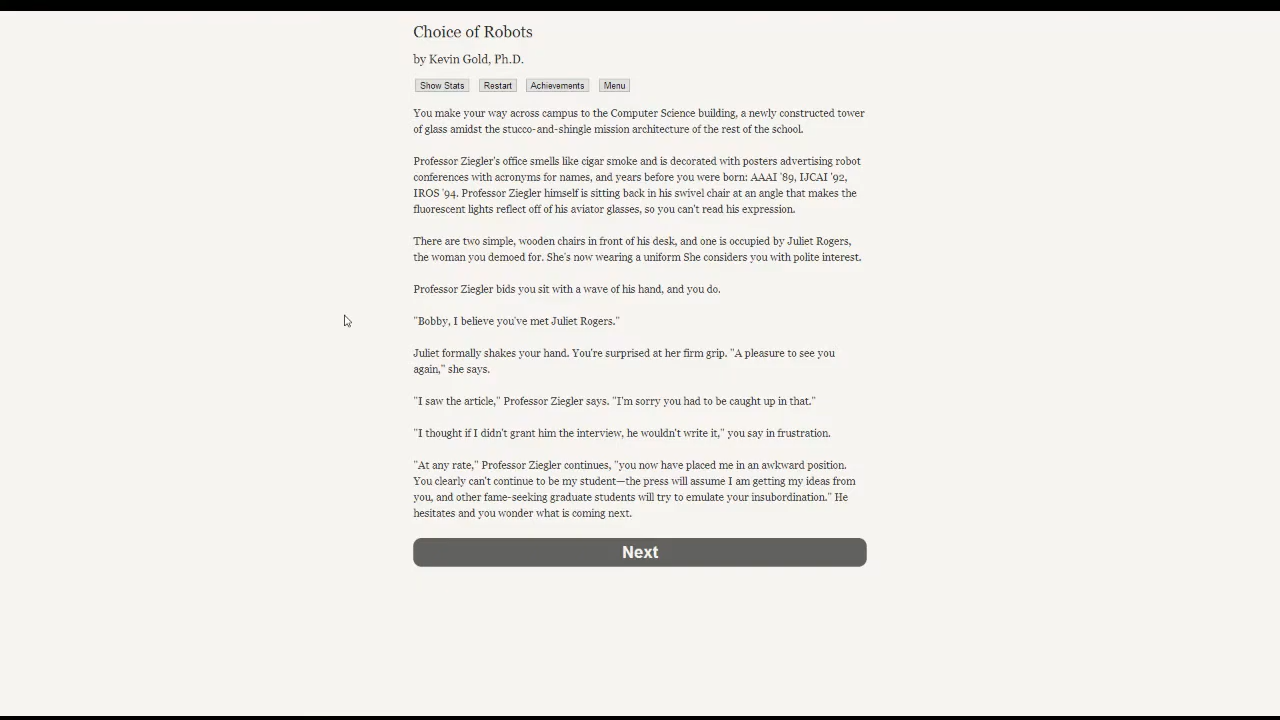 Choice of Robots
by Kevin Gold, Ph.D.
Show Stats Restart Achievements Menu
You make your way across campus to the Computer Science building, a newly constructed tower
of glass amidst the stucco-and-shingle mission architecture of the rest of the school.
Professor Ziegler's office smells like cigar smoke and is decorated with posters advertising robot
conferences with acronyms for names, and years before you were born: AAAI '89, IJCAI '92,
IROS '94. Professor Ziegler himself is sitting back in his swivel chair at an angle that makes the
fluorescent lights reflect off of his aviator glasses, so you can't read his expression.
There are two simple, wooden chairs in front of his desk, and one is occupied by Juliet Rogers,
the woman you demoed for. She's now wearing a uniform She considers you with polite interest.
Professor Ziegler bids you sit with a wave of his hand, and you do.
"Bobby, I believe you've met Juliet Rogers."
Juliet formally shakes your hand. You're surprised at her firm grip. "A pleasure to see you
again," she says.
"I saw the article," Professor Ziegler says. "I'm sorry you had to be caught up in that."
"I thought if I didn't grant him the interview, he wouldn't write it," you say in frustration.
"At any rate," Professor Ziegler continues, "you now have placed me in an awkward position.
You clearly can't continue to be my student—the press will assume I am getting my ideas from
you, and other fame-seeking graduate students will try to emulate your insubordination." He
hesitates and you wonder what is coming next.
Next